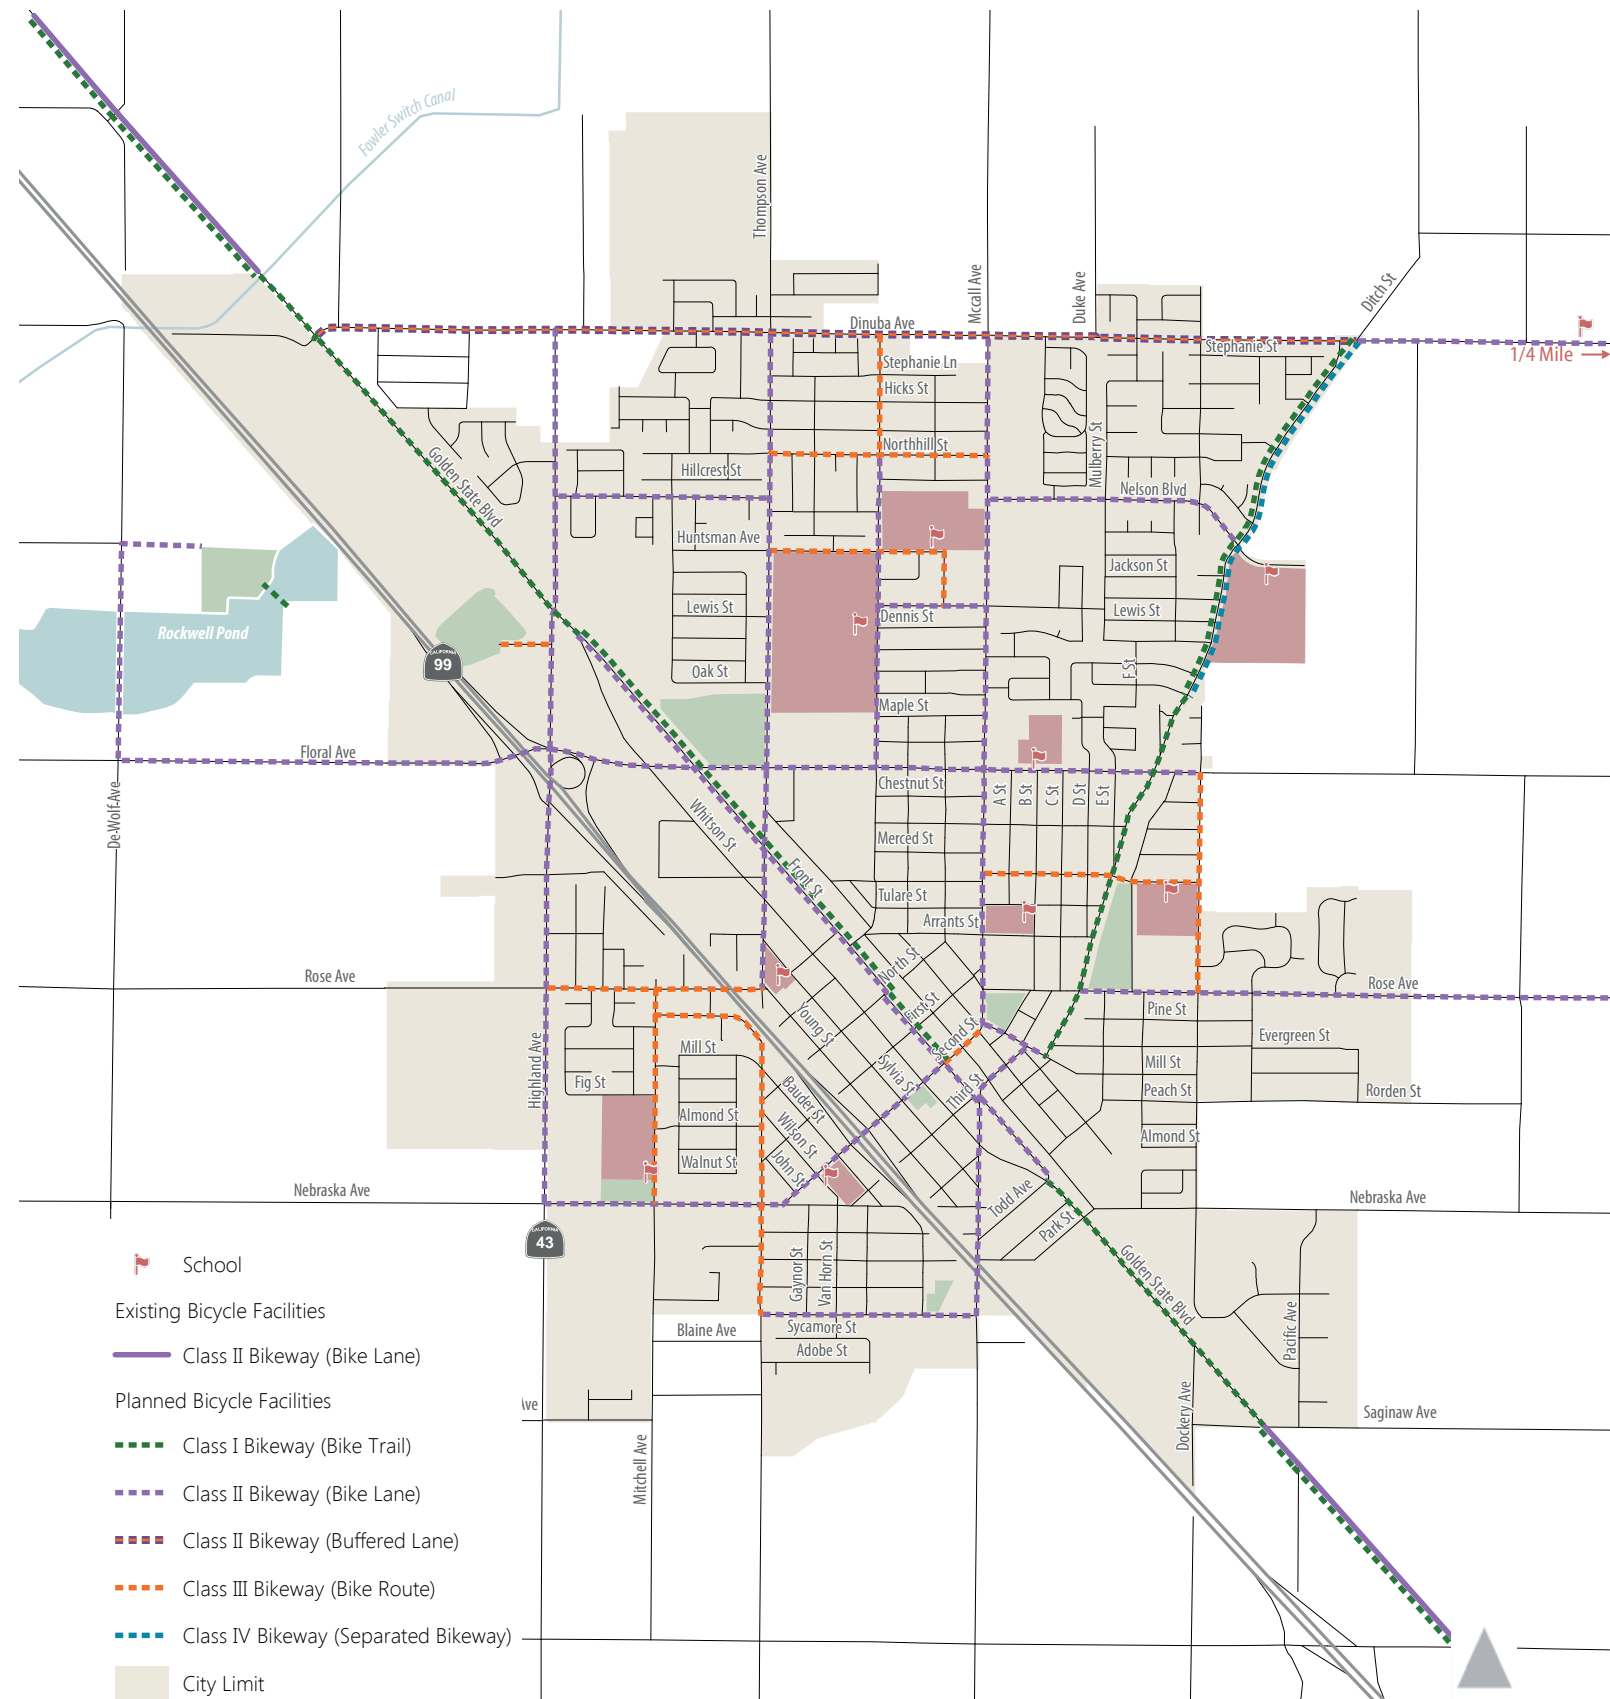 Fowler Switch Canal
Thompson Ave
Mccall Ave
Duke Ave
Ditch St
Dinuba Ave
Stephanie St
1/4 Mile
Stephanie Ln
Hicks St
Northhill St
Mulberry St
Golden State Blvd
Hillcrest St
Nelson Blvd
Huntsman Ave
Jackson St
Lewis St
Lewis St
Dennis St
Rockwell Pond
CALIFORNIA
99
Oak St
F St
Maple St
Floral Ave
De Wolf Ave
Chestnut St
A St
B St
C St
D St
E St
Whitson St
Merced St
Front St
Tulare St
Arrants St
North St
Rose Ave
Rose Ave
First St
Pine St
Young St
Second St
Evergreen St
Highland Ave
Mill St
Mill St
Sylvia St
Third St
Fig St
Peach St
Rorden St
Bauder St
Almond St
Wilson St
Almond St
Walnut St
John St
Nebraska Ave
Nebraska Ave
Todd Ave
Park St
CALIFORNIA
43
Gaynor St
Van Horn St
Golden State Blvd
School
Existing Bicycle Facilities
Class II Bikeway (Bike Lane)
Blaine Ave
Sycamore St
Adobe St
Pacific Ave
Planned Bicycle Facilities
Ave
Dockery Ave
Saginaw Ave
Mitchell Ave
Class I Bikeway (Bike Trail)
Class II Bikeway (Bike Lane)
Class II Bikeway (Buffered Lane)
Class III Bikeway (Bike Route)
Class IV Bikeway (Separated Bikeway)
City Limit